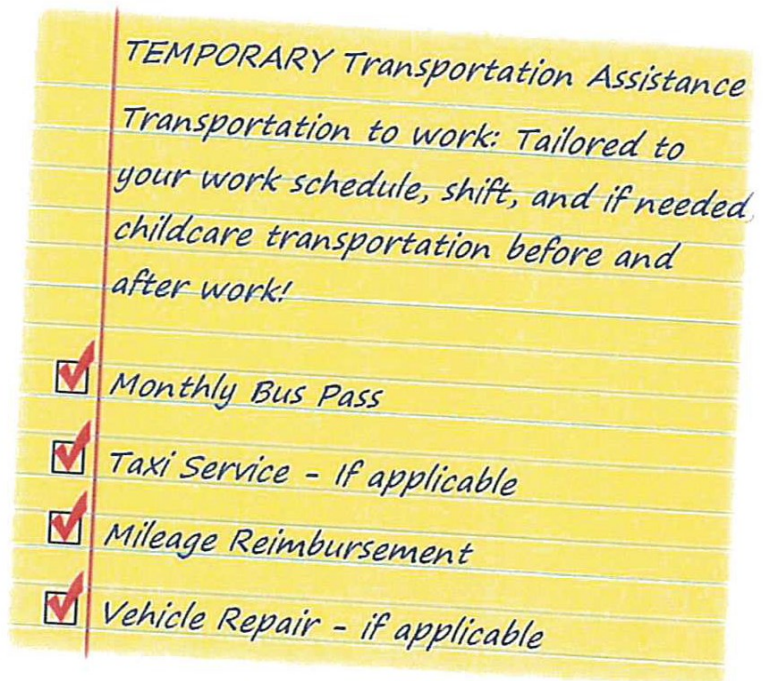 TEMPORARY Transportation Assistance
Transportation to work: Tailored to
your work schedule, shift, and if needed,
childcare transportation before and
after work!
Monthly Bus Pass
Taxi Service - If applicable
Mileage Reimbursement
Vehicle Repair - if applicable